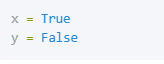 x = True
y = False